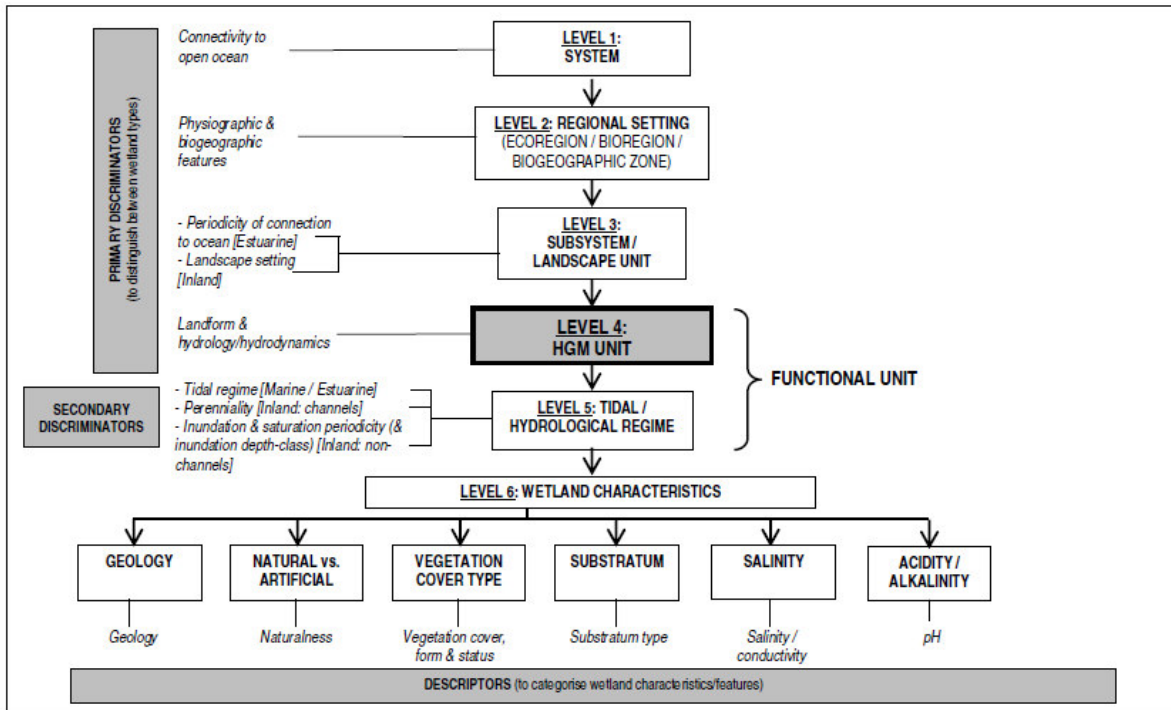 Connectivity to
open ocean
LEVEL 1:
SYSTEM
PRIMARY DISCRIMINATORS
(to distinguish between wetland types)
Physiographic &
biogeographic
features
LEVEL 2: REGIONAL SETTING
(ECOREGION / BIOREGION /
BIOGEOGRAPHIC ZONE)
- Periodicity of connection
to ocean [Estuarine]
- Landscape setting
[Inland]
LEVEL 3:
SUBSYSTEM /
LANDSCAPE UNIT
Landform &
hydrology/hydrodynamics
LEVEL 4:
HGM UNIT
FUNCTIONAL UNIT
SECONDARY
DISCRIMINATORS
- Tidal regime [Marine / Estuarine]
- Perenniality [Inland: channels]
- Inundation & saturation periodicity (&
inundation depth-class) [Inland: non-
channels]
LEVEL 5: TIDAL /
HYDROLOGICAL REGIME
LEVEL 6: WETLAND CHARACTERISTICS
GEOLOGY
NATURAL vs.
ARTIFICIAL
VEGETATION
COVER TYPE
SUBSTRATUM
SALINITY
ACIDITY /
ALKALINITY
Geology
Naturalness
Vegetation cover,
form & status
Substratum type
Salinity /
conductivity
pH
DESCRIPTORS (to categorise wetland characteristics/features)